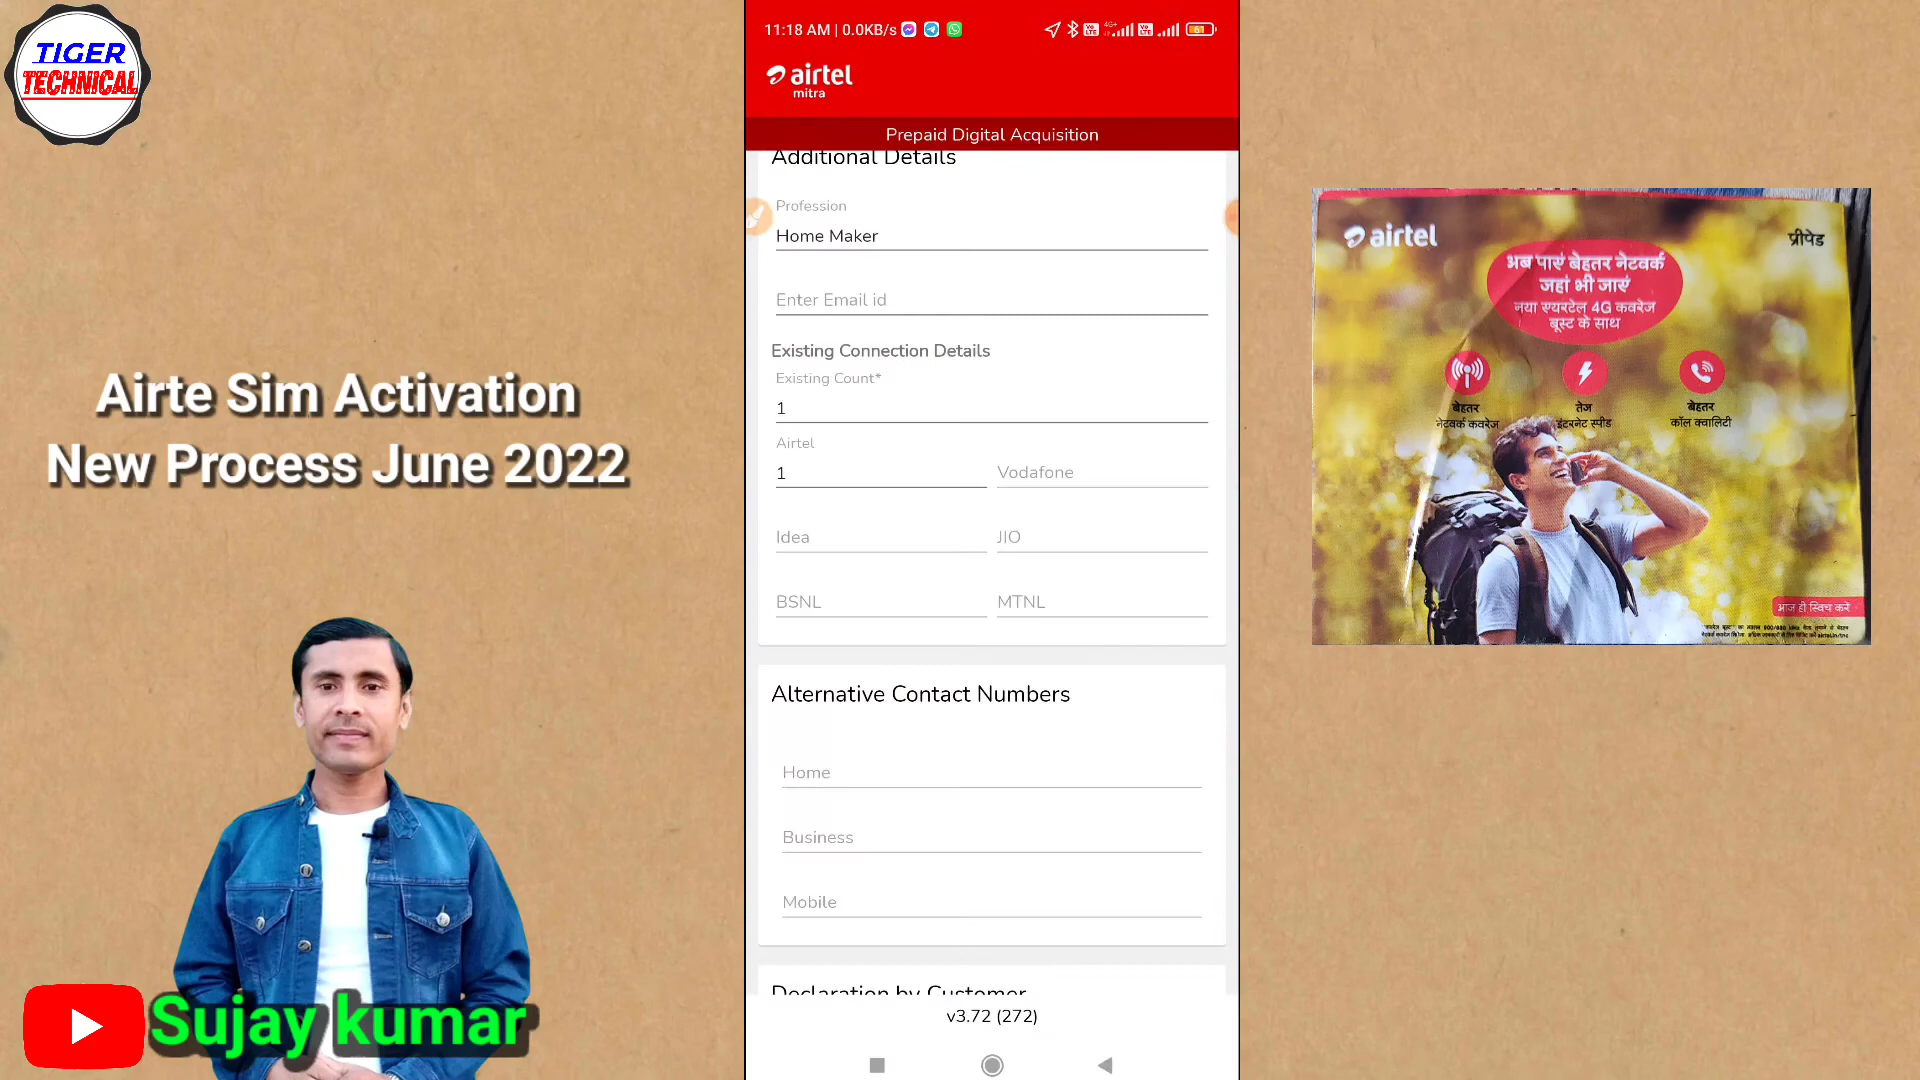 TIGER
TECHNICAL
Airte Sim Activation
New Process June 2022
Sujay kumar
11:18 AM | 0.0KB/s
4G+
61
airtel
mitra
Prepaid Digital Acquisition
Additional Details
Profession
Home Maker
Enter Email id
Existing Connection Details
Existing Count*
1
Airtel
1
Vodafone
Idea
JIO
BSNL
MTNL
Alternative Contact Numbers
Home
Business
Mobile
Declaration by Customer
v3.72 (272)
airtel
प्रीपेड
अब पाएं बेहतर नेटवर्क
जहां भी जाएं
नया एयरटेल 4G कवरेज
बूस्ट के साथ
बेहतर
नेटवर्क कवरेज
तेज
इंटरनेट स्पीड
बेहतर
कॉल क्वालिटी
आज ही स्विच करें